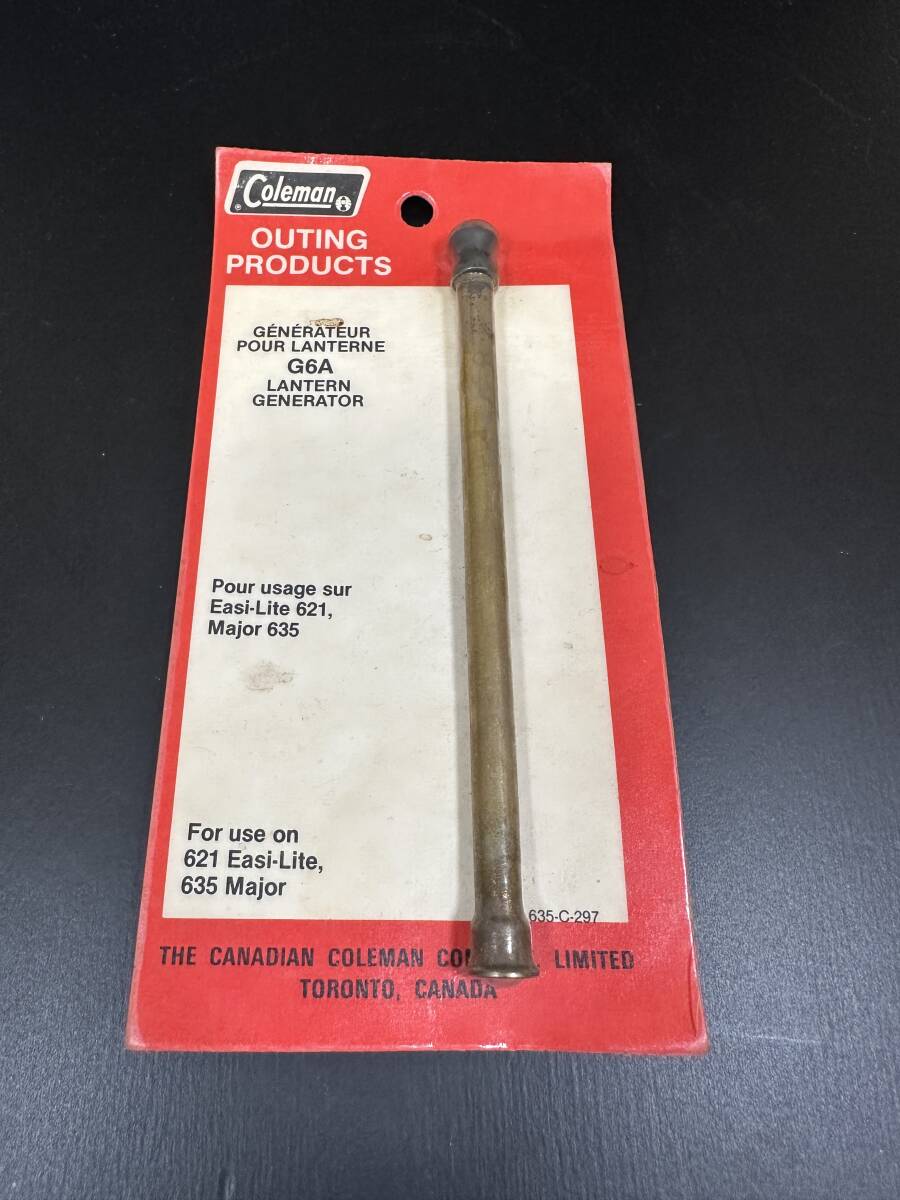 Coleman
OUTING
PRODUCTS
GÉNÉRATEUR
POUR LANTERNE
G6A
LANTERN
GENERATOR
Pour usage sur
Easi-Lite 621,
Major 635
For use on
621 Easi-Lite,
635 Major
635-C-297
THE CANADIAN COLEMAN LIMITED
TORONTO, CANADA